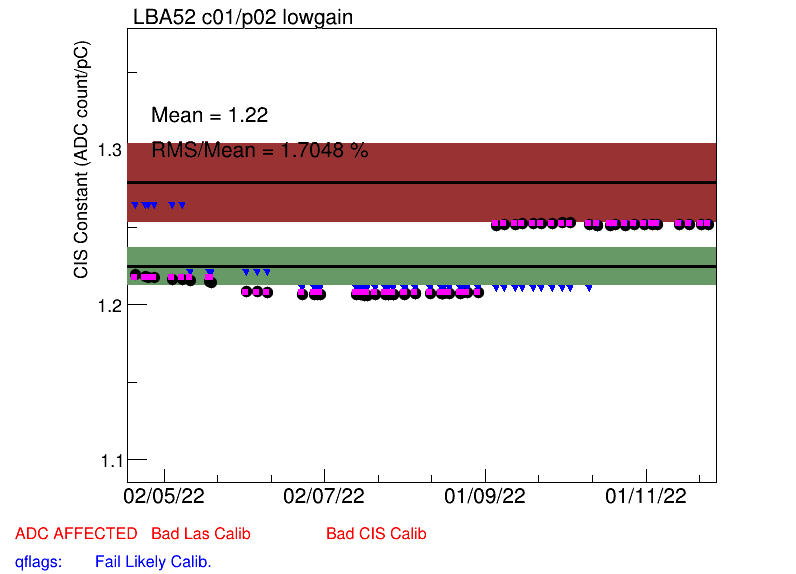 LBA52 c01/p02 lowgain
CIS Constant (ADC count/pC)
Mean = 1.22
RMS/Mean = 1.7048 %
1.3
1.2
1.1
02/05/22 02/07/22 01/09/22 01/11/22
ADC AFFECTED Bad Las Calib Bad CIS Calib
qflags: Fail Likely Calib.